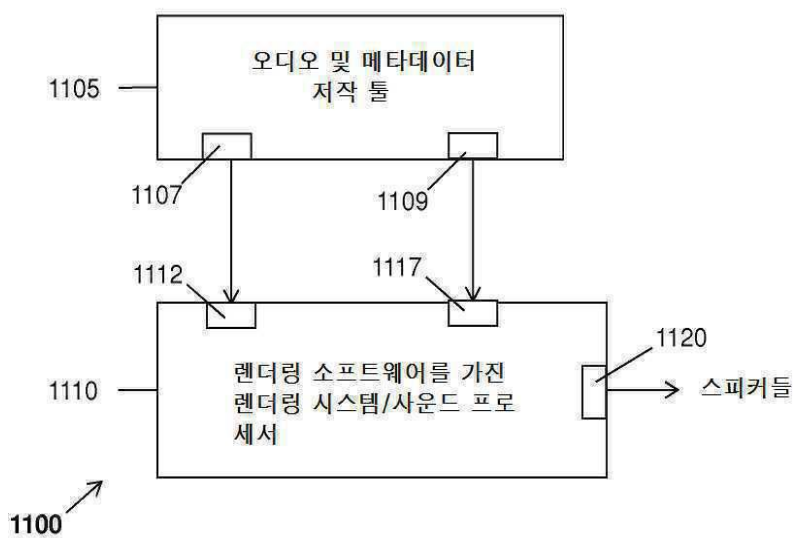 오디오 및 메타데이터
저작 툴
1105
1107
1109
1112
1117
1120
렌더링 소프트웨어를 가진
렌더링 시스템/사운드 프로
세서
1110
스피커들
1100